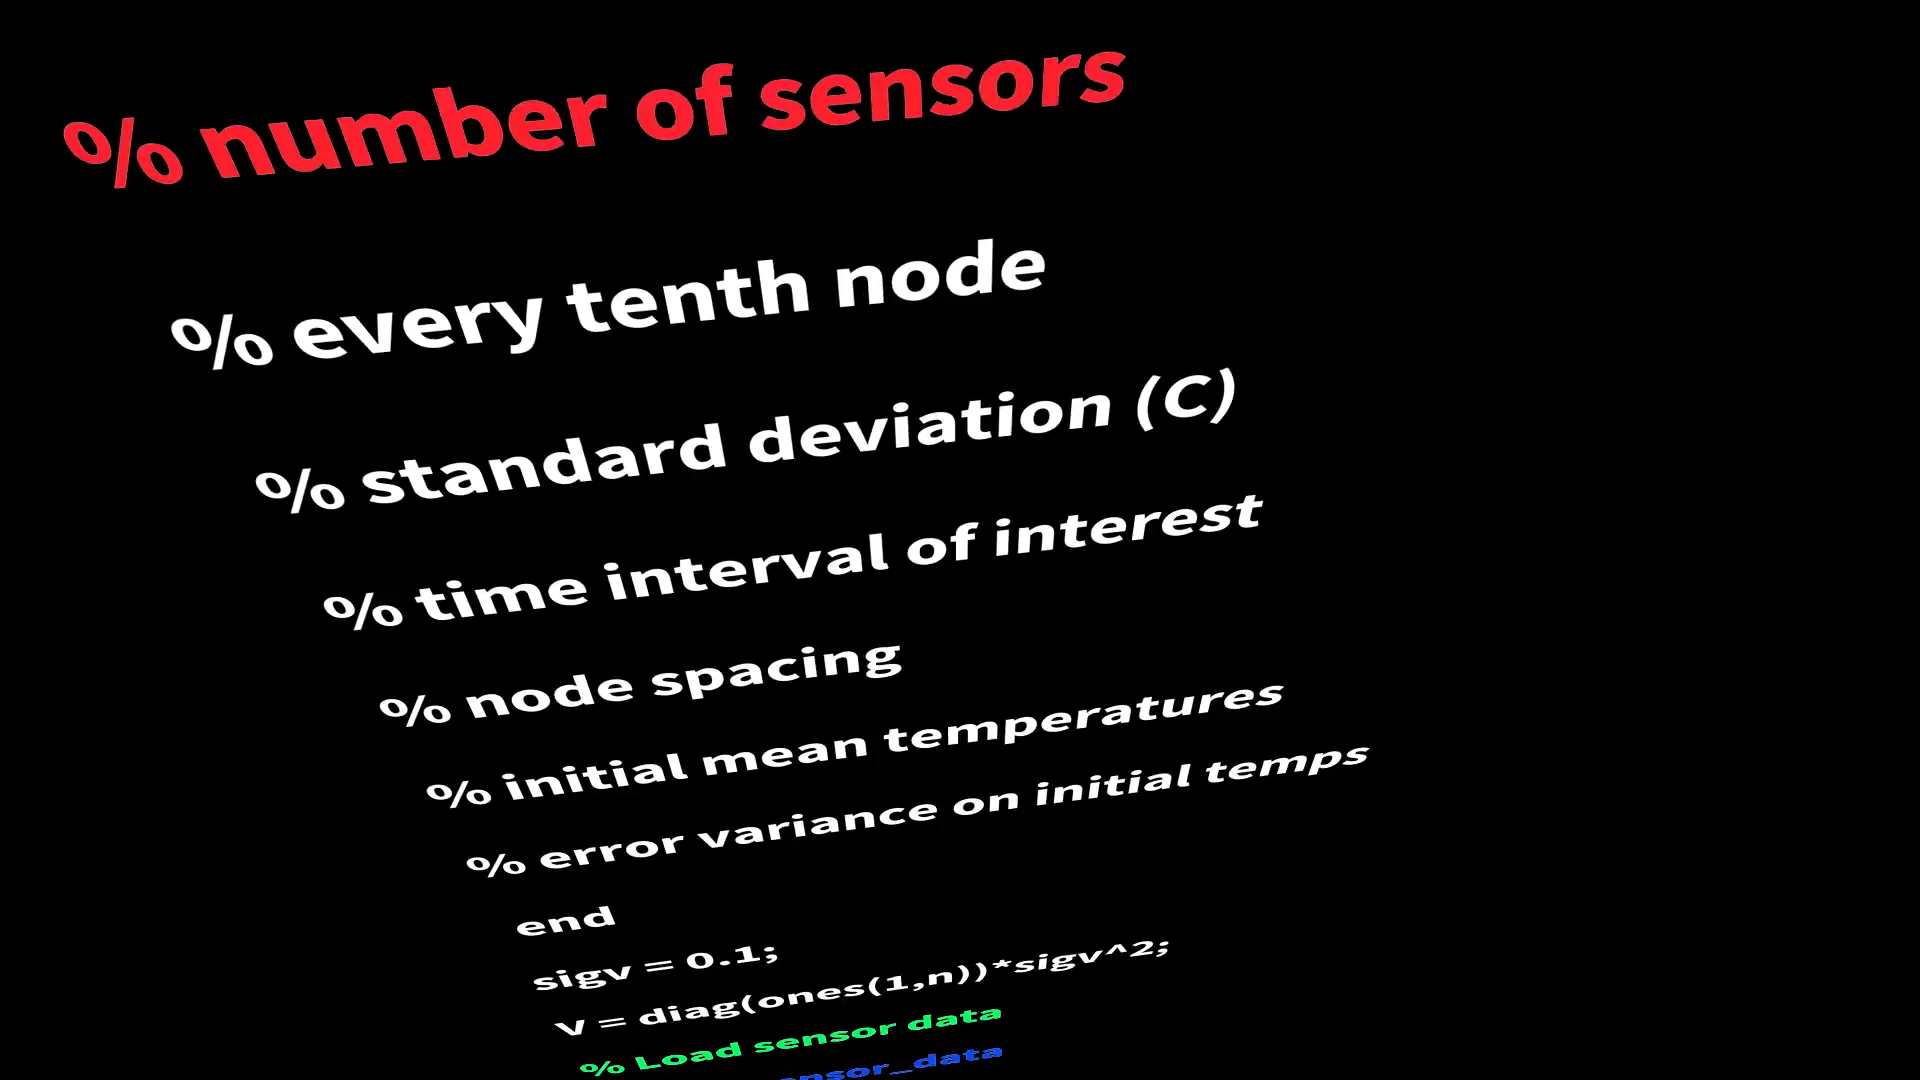 % number of sensors
% every tenth node
% standard deviation (C)
% time interval of interest
% node spacing
% initial mean temperatures
% error variance on initial temps
end
sigv = 0.1;
V = diag(ones(1,n))*sigv^2;
% Load sensor data